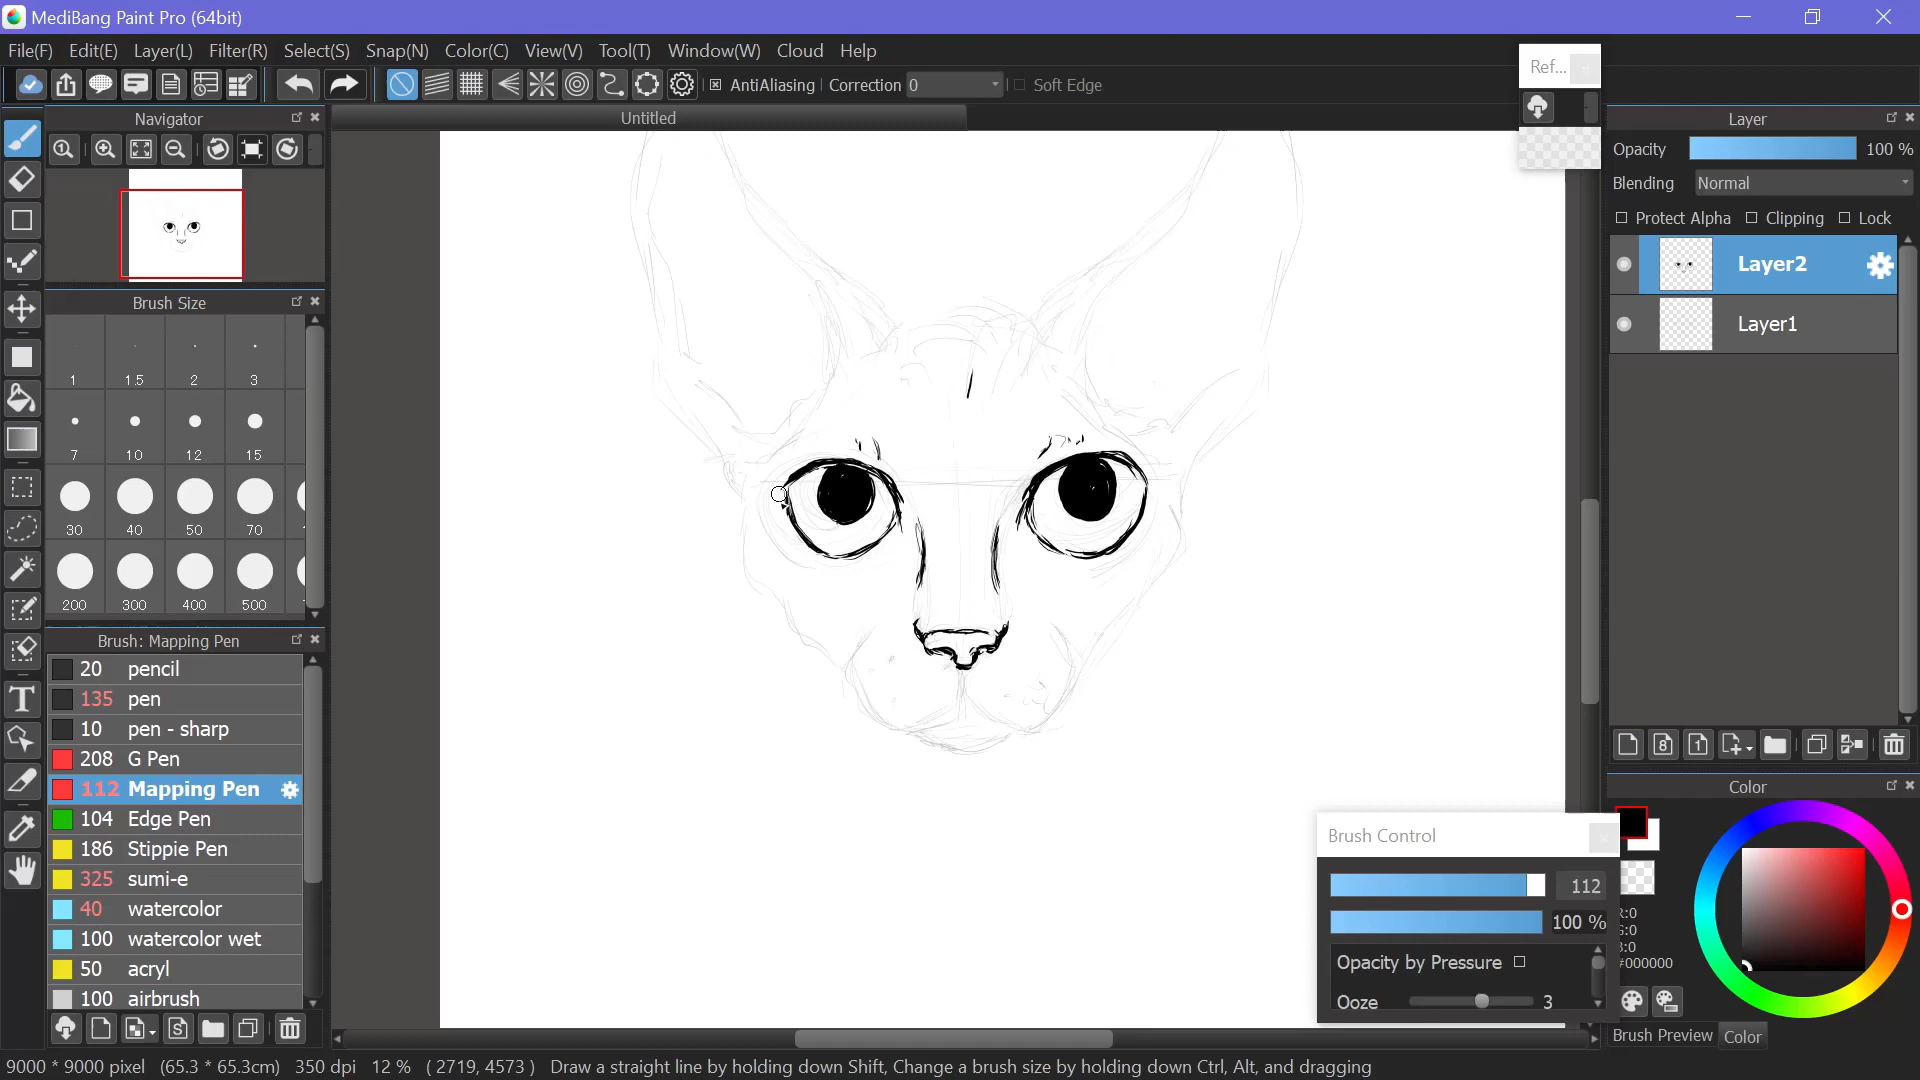 MediBang Paint Pro (64bit)
File(F) Edit(E) Layer(L) Filter(R) Select(S) Snap(N) Color(C) View(V) Tool(T) Window(W) Cloud Help
AntiAliasing Correction 0 Soft Edge
Ref...
Navigator
Untitled
Layer
Opacity 100 %
Blending Normal
Protect Alpha Clipping Lock
Layer2
Layer1
Brush Size
1 1.5 2 3
7 10 12 15
30 40 50 70
200 300 400 500
Brush: Mapping Pen
20 pencil
135 pen
10 pen - sharp
208 G Pen
112 Mapping Pen
104 Edge Pen
186 Stippie Pen
325 sumi-e
40 watercolor
100 watercolor wet
50 acryl
100 airbrush
Brush Control
112
100 %
Opacity by Pressure
Ooze 3
Color
:0
:0
:0
#000000
Brush Preview Color
9000 * 9000 pixel (65.3 * 65.3cm) 350 dpi 12 % ( 2719, 4573 ) Draw a straight line by holding down Shift, Change a brush size by holding down Ctrl, Alt, and dragging